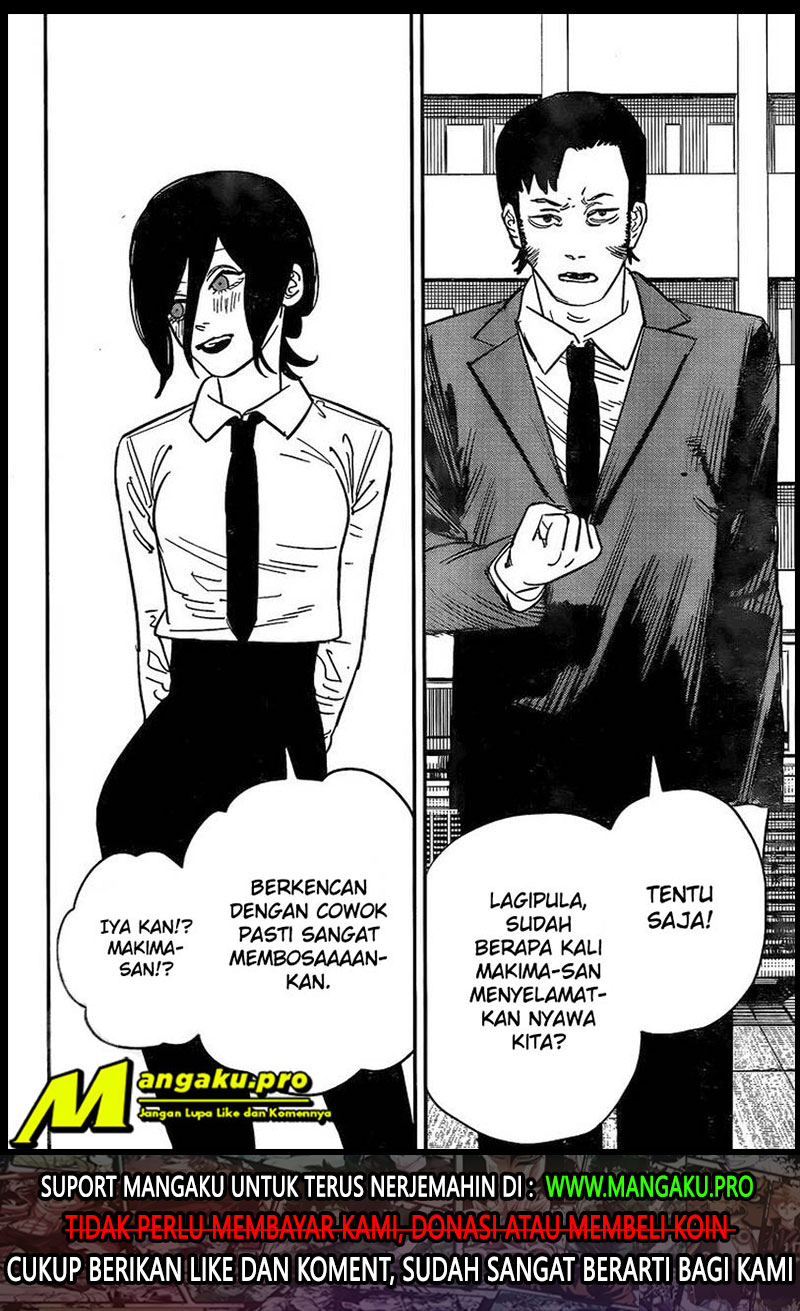 TENTU
SAJA!
LAGIPULA,
SUDAH
BERAPA KALI
MAKIMA-SAN
MENYELAMAT-
KAN NYAWA
KITA?
BERKENCAN
DENGAN COWOK
PASTI SANGAT
MEMBOSAAAAN-
KAN.
IYA KAN!?
MAKIMA-
SAN!?
Mangaku.pro
Jangan Lupa Like dan Komennya
SUPORT MANGAKU UNTUK TERUS NERJEMAHIN DI : WWW.MANGAKU.PRO
TIDAK PERLU MEMBAYAR KAMI, DONASI ATAU MEMBELI KOIN
CUKUP BERIKAN LIKE DAN KOMENT, SUDAH SANGAT BERARTI BAGI KAMI